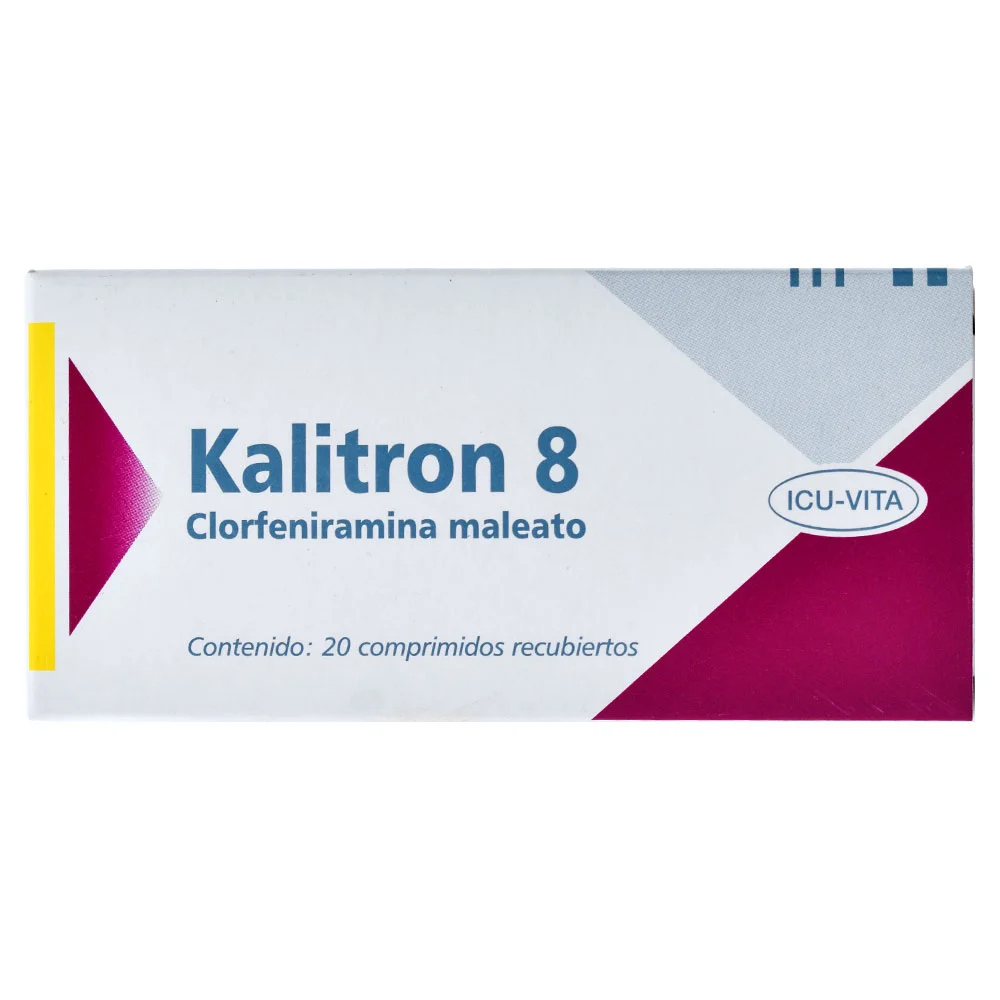 Kalitron 8
Clorfeniramina maleato
ICU-VITA
Contenido: 20 comprimidos recubiertos